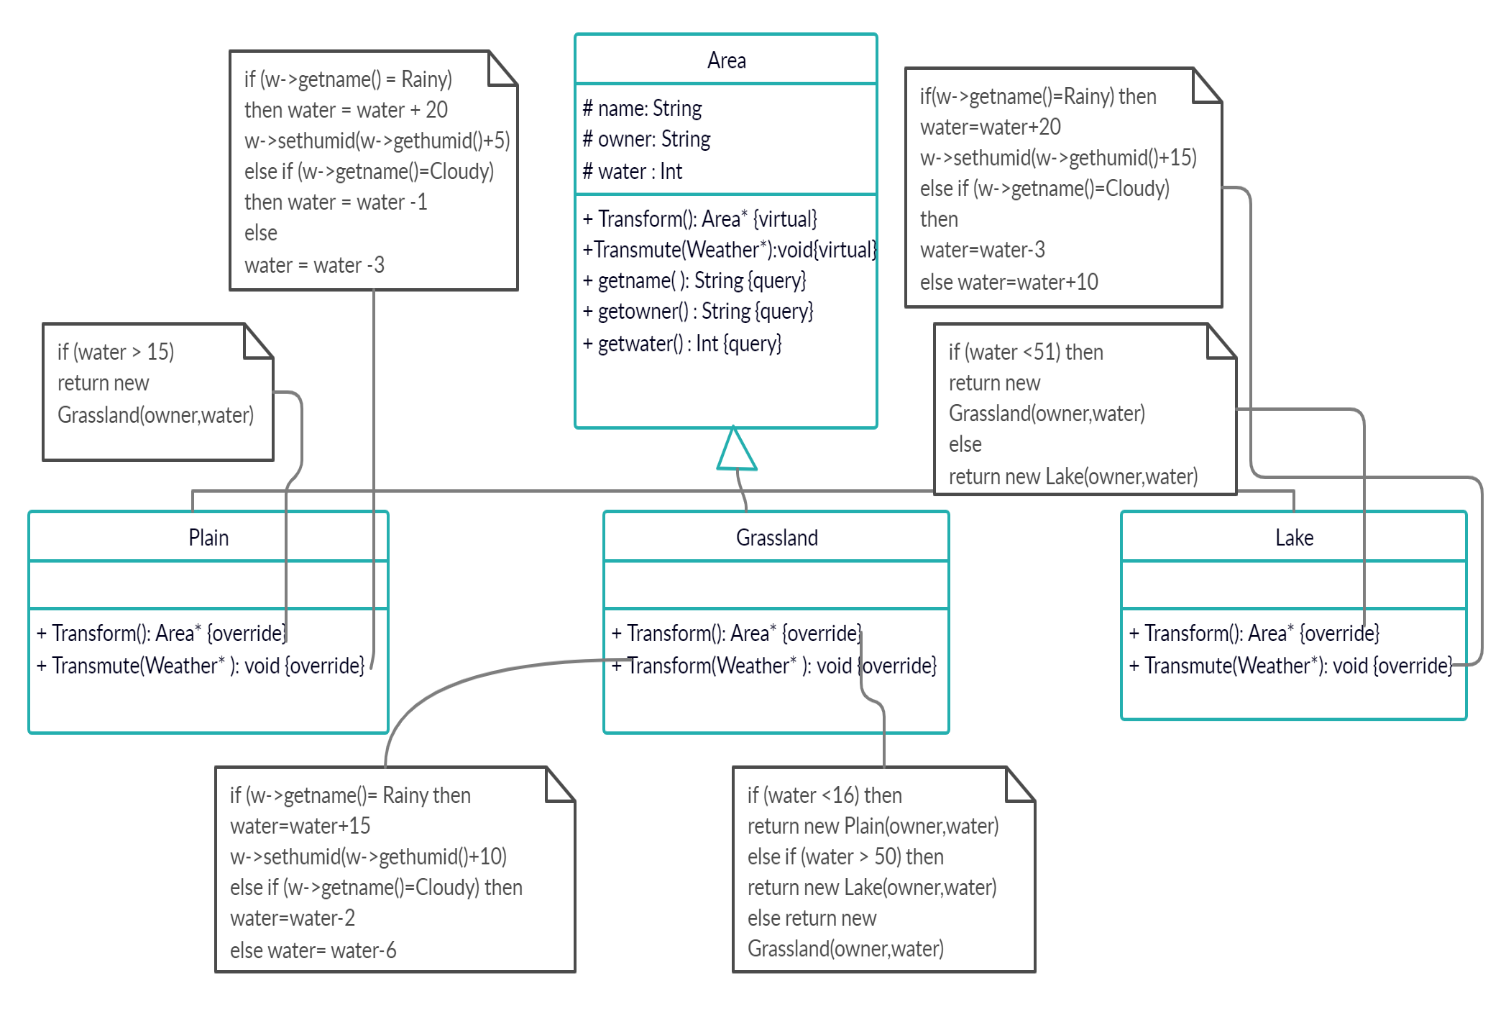 if (w->getname() = Rainy)
then water = water + 20
w->sethumid(w->gethumid()+5)
else if (w->getname()=Cloudy)
then water = water -1
else
water = water -3
Area
# name: String
# owner: String
# water : Int
+ Transform(): Area* {virtual}
+Transmute(Weather*):void{virtual}
+ getname( ): String {query}
+ getowner() : String {query}
+ getwater() : Int {query}
if(w->getname()=Rainy) then
water=water+20
w->sethumid(w->gethumid()+15)
else if (w->getname()=Cloudy)
then
water=water-3
else water=water+10
if (water > 15)
return new
Grassland(owner,water)
if (water <51) then
return new
Grassland(owner,water)
else
return new Lake(owner,water)
Plain
+ Transform(): Area* {override}
+ Transmute(Weather* ): void {override}
Grassland
+ Transform(): Area* {override}
+ Transform(Weather* ): void {override}
Lake
+ Transform(): Area* {override}
+ Transmute(Weather*): void {override}
if (w->getname()= Rainy then
water=water+15
w->sethumid(w->gethumid()+10)
else if (w->getname()=Cloudy) then
water=water-2
else water= water-6
if (water <16) then
return new Plain(owner,water)
else if (water > 50) then
return new Lake(owner,water)
else return new
Grassland(owner,water)